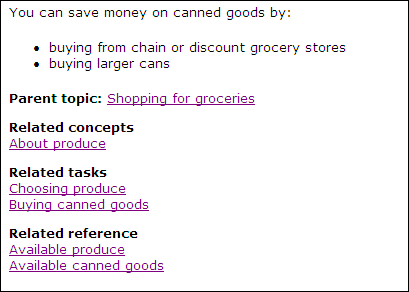 You can save money on canned goods by:
• buying from chain or discount grocery stores
• buying larger cans
Parent topic: Shopping for groceries
Related concepts
About produce
Related tasks
Choosing produce
Buying canned goods
Related reference
Available produce
Available canned goods